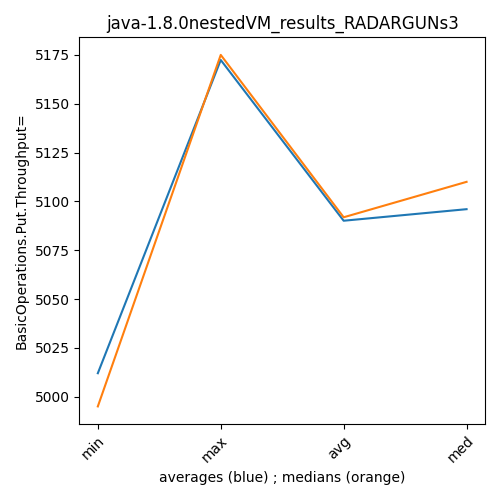 java-1.8.0nestedVM_results_RADARGUNs3
BasicOperations.Put.Throughput=
5175
5150
5125
5100
5075
5050
5025
5000
min
max
avg
med
averages (blue) ; medians (orange)